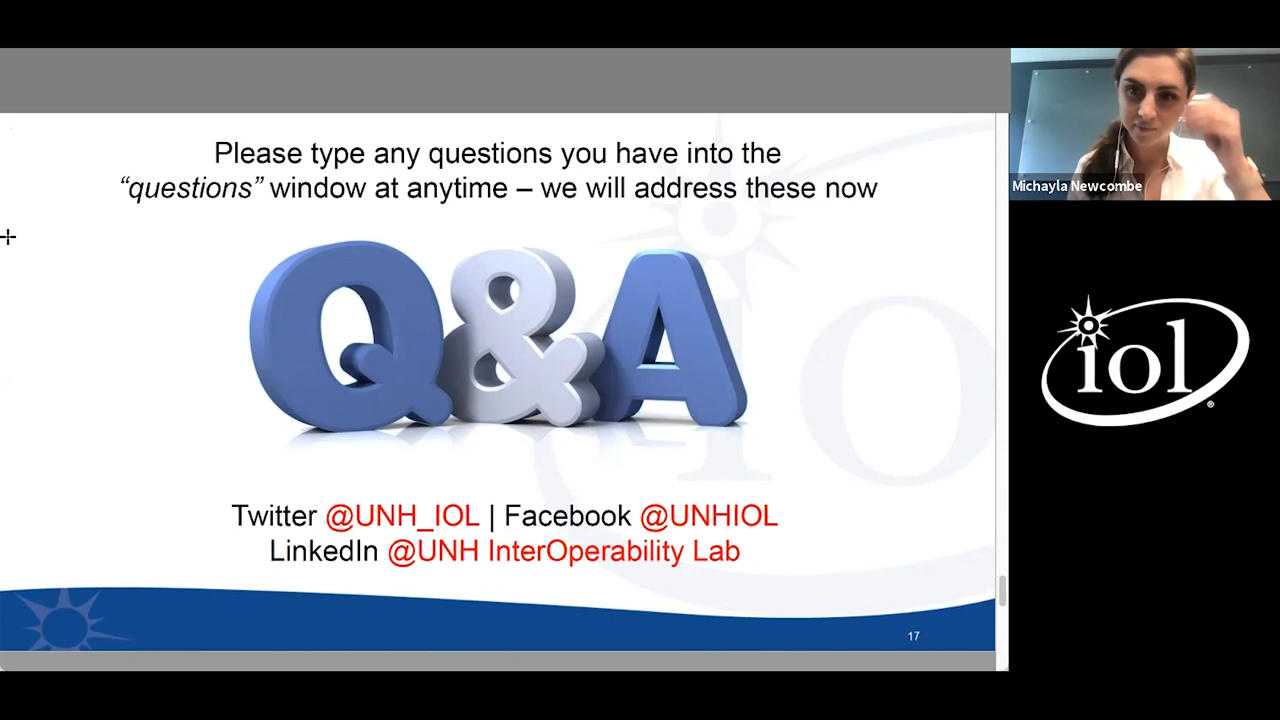 Please type any questions you have into the
“questions” window at anytime – we will address these now
Michayla Newcombe
Q&A
iol
®
Twitter @UNH_IOL | Facebook @UNHIOL
LinkedIn @UNH InterOperability Lab
17